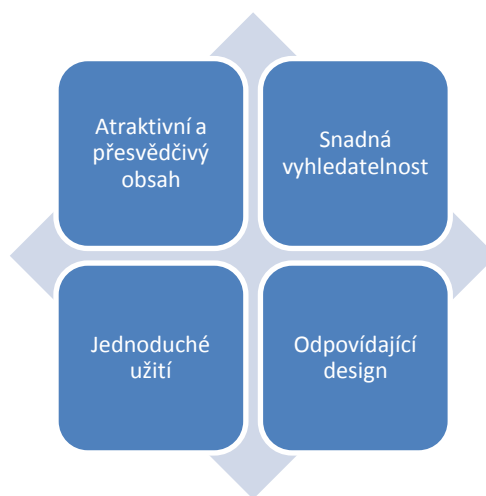 Atraktivní a
přesvědčivý
obsah
Snadná
vyhledatelnost
Jednoduché
užití
Odpovídající
design